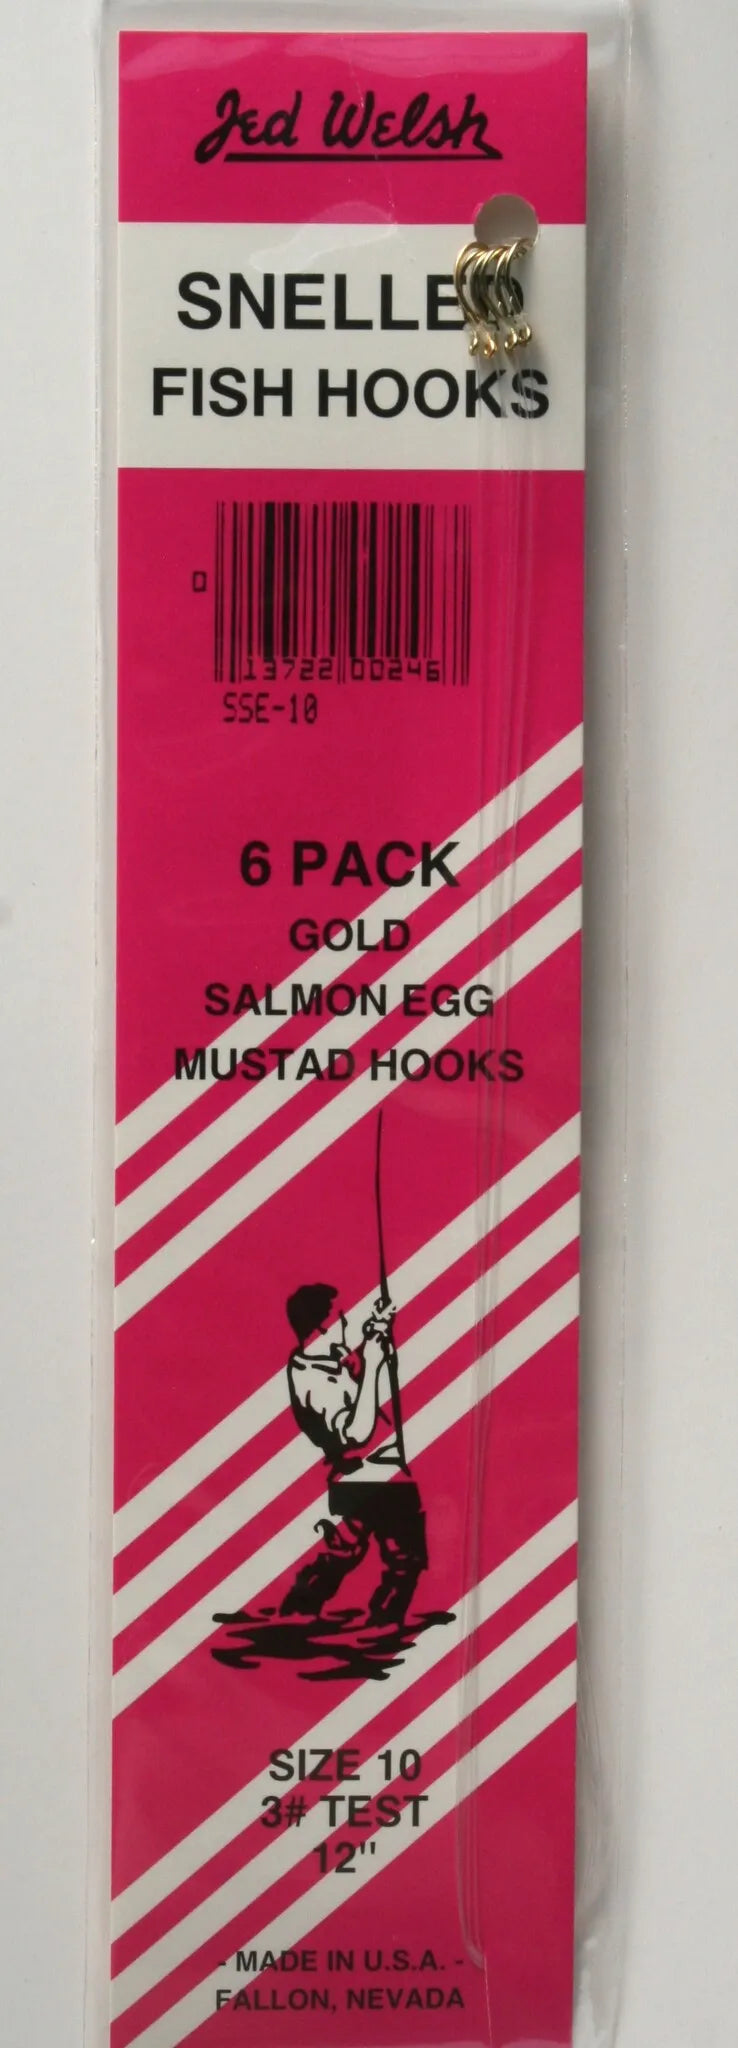 Jed Welsh
SNELLED
FISH HOOKS
0
13722 00246
SSE-10
6 PACK
GOLD
SALMON EGG
MUSTAD HOOKS
SIZE 10
3# TEST
12"
- MADE IN U.S.A. -
FALLON, NEVADA